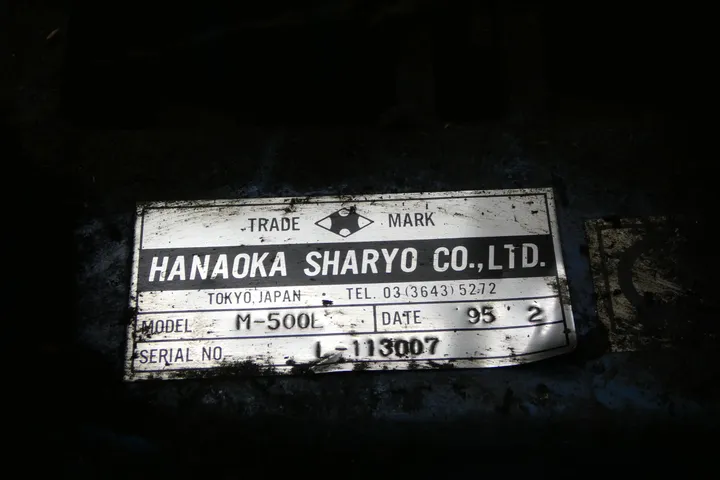 TRADE MARK
HANAOKA SHARYO CO.,LTD.
TOKYO, JAPAN TEL. 03(3643)5272
MODEL M-500L DATE 95 2
SERIAL NO. L-113007